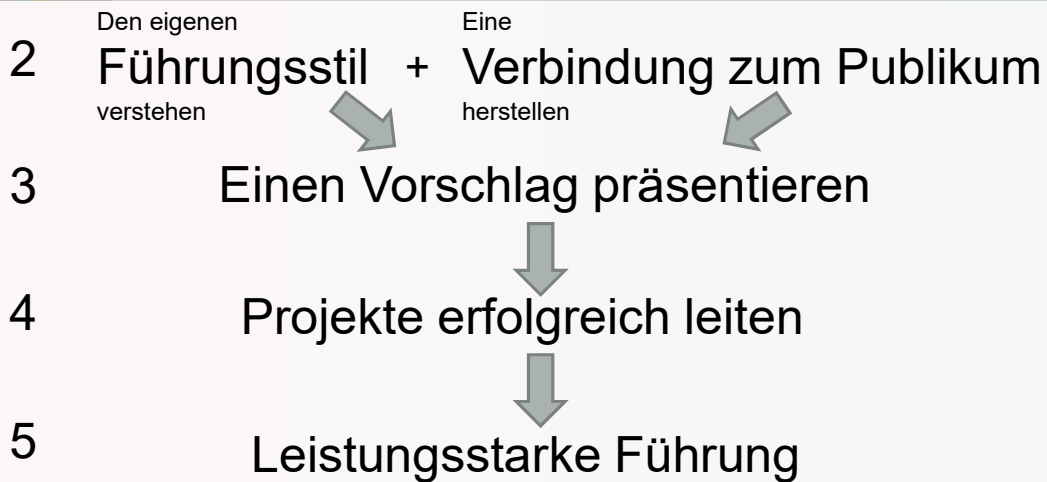 Den eigenen Eine
2 Führungsstil + Verbindung zum Publikum
verstehen herstellen
3 Einen Vorschlag präsentieren
4 Projekte erfolgreich leiten
5 Leistungsstarke Führung